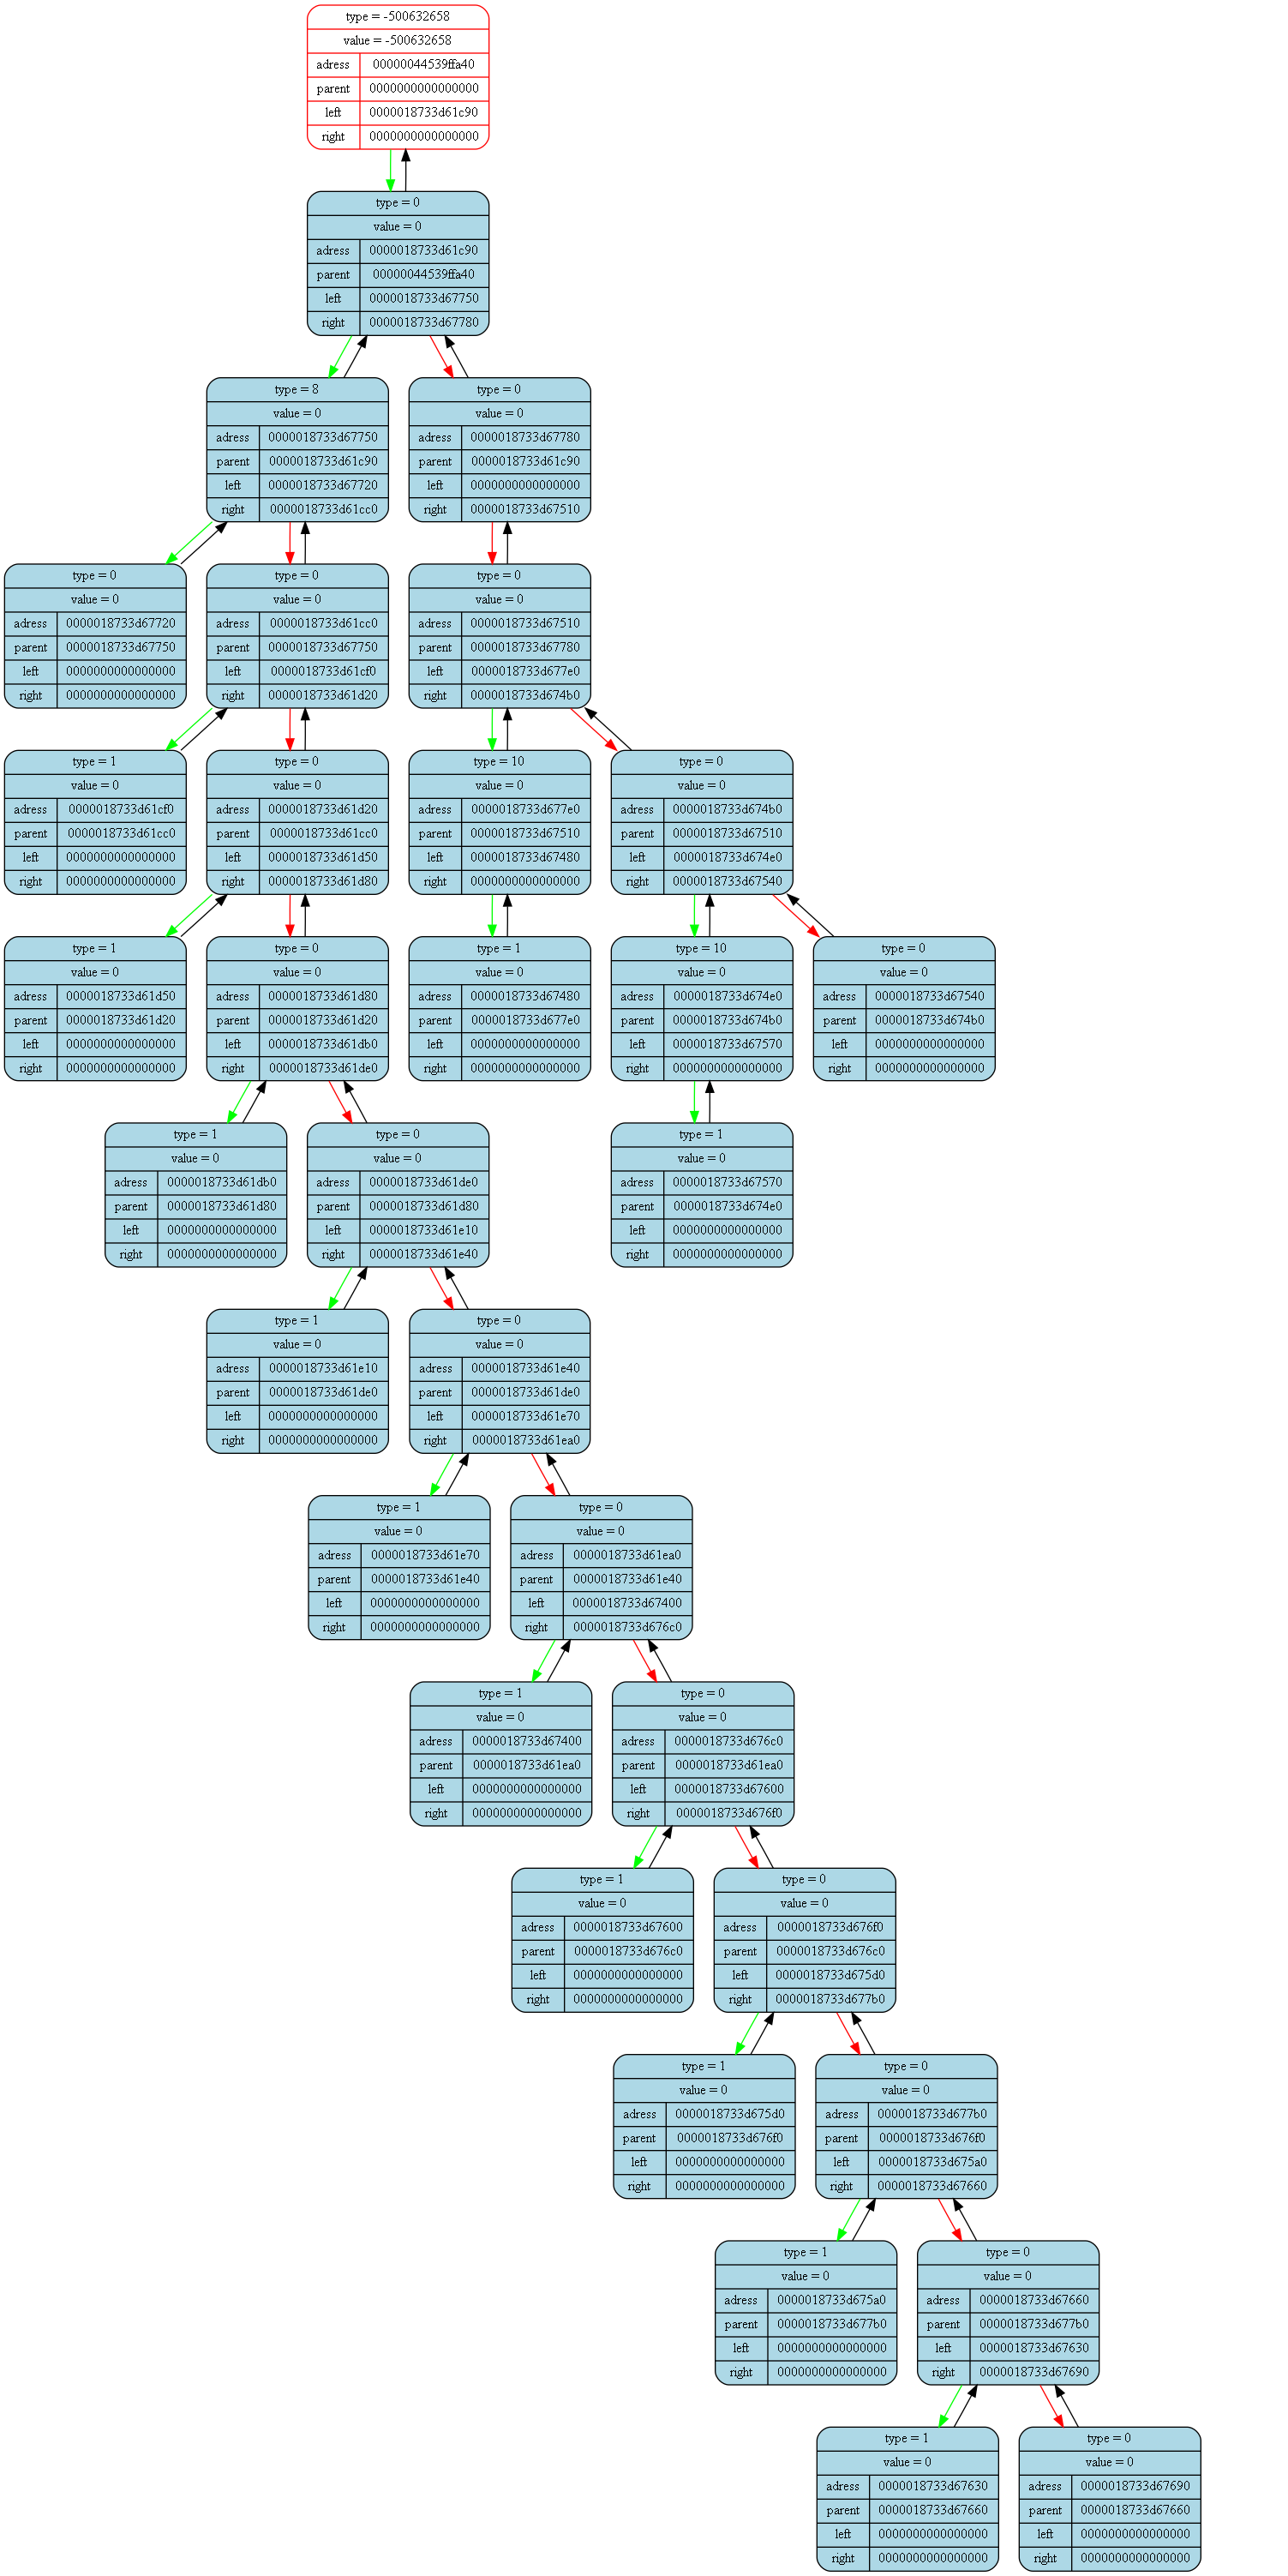 type = -500632658
value = -500632658
adress 00000044539ffa40
parent 0000000000000000
left 0000018733d61c90
right 0000000000000000
type = 0
value = 0
adress 0000018733d61c90
parent 00000044539ffa40
left 0000018733d67750
right 0000018733d67780
type = 8
value = 0
adress 0000018733d67750
parent 0000018733d61c90
left 0000018733d67720
right 0000018733d61cc0
type = 0
value = 0
adress 0000018733d67780
parent 0000018733d61c90
left 0000000000000000
right 0000018733d67510
type = 0
value = 0
adress 0000018733d67720
parent 0000018733d67750
left 0000000000000000
right 0000000000000000
type = 0
value = 0
adress 0000018733d61cc0
parent 0000018733d67750
left 0000018733d61cf0
right 0000018733d61d20
type = 0
value = 0
adress 0000018733d67510
parent 0000018733d67780
left 0000018733d677e0
right 0000018733d674b0
type = 1
value = 0
adress 0000018733d61cf0
parent 0000018733d61cc0
left 0000000000000000
right 0000000000000000
type = 0
value = 0
adress 0000018733d61d20
parent 0000018733d61cc0
left 0000018733d61d50
right 0000018733d61d80
type = 10
value = 0
adress 0000018733d677e0
parent 0000018733d67510
left 0000018733d67480
right 0000000000000000
type = 0
value = 0
adress 0000018733d674b0
parent 0000018733d67510
left 0000018733d674e0
right 0000018733d67540
type = 1
value = 0
adress 0000018733d61d50
parent 0000018733d61d20
left 0000000000000000
right 0000000000000000
type = 0
value = 0
adress 0000018733d61d80
parent 0000018733d61d20
left 0000018733d61db0
right 0000018733d61de0
type = 1
value = 0
adress 0000018733d67480
parent 0000018733d677e0
left 0000000000000000
right 0000000000000000
type = 10
value = 0
adress 0000018733d674e0
parent 0000018733d674b0
left 0000018733d67570
right 0000000000000000
type = 0
value = 0
adress 0000018733d67540
parent 0000018733d674b0
left 0000000000000000
right 0000000000000000
type = 1
value = 0
adress 0000018733d61db0
parent 0000018733d61d80
left 0000000000000000
right 0000000000000000
type = 0
value = 0
adress 0000018733d61de0
parent 0000018733d61d80
left 0000018733d61e10
right 0000018733d61e40
type = 1
value = 0
adress 0000018733d67570
parent 0000018733d674e0
left 0000000000000000
right 0000000000000000
type = 1
value = 0
adress 0000018733d61e10
parent 0000018733d61de0
left 0000000000000000
right 0000000000000000
type = 0
value = 0
adress 0000018733d61e40
parent 0000018733d61de0
left 0000018733d61e70
right 0000018733d61ea0
type = 1
value = 0
adress 0000018733d61e70
parent 0000018733d61e40
left 0000000000000000
right 0000000000000000
type = 0
value = 0
adress 0000018733d61ea0
parent 0000018733d61e40
left 0000018733d67400
right 0000018733d676c0
type = 1
value = 0
adress 0000018733d67400
parent 0000018733d61ea0
left 0000000000000000
right 0000000000000000
type = 0
value = 0
adress 0000018733d676c0
parent 0000018733d61ea0
left 0000018733d67600
right 0000018733d676f0
type = 1
value = 0
adress 0000018733d67600
parent 0000018733d676c0
left 0000000000000000
right 0000000000000000
type = 0
value = 0
adress 0000018733d676f0
parent 0000018733d676c0
left 0000018733d675d0
right 0000018733d677b0
type = 1
value = 0
adress 0000018733d675d0
parent 0000018733d676f0
left 0000000000000000
right 0000000000000000
type = 0
value = 0
adress 0000018733d677b0
parent 0000018733d676f0
left 0000018733d675a0
right 0000018733d67660
type = 1
value = 0
adress 0000018733d675a0
parent 0000018733d677b0
left 0000000000000000
right 0000000000000000
type = 0
value = 0
adress 0000018733d67660
parent 0000018733d677b0
left 0000018733d67630
right 0000018733d67690
type = 1
value = 0
adress 0000018733d67630
parent 0000018733d67660
left 0000000000000000
right 0000000000000000
type = 0
value = 0
adress 0000018733d67690
parent 0000018733d67660
left 0000000000000000
right 0000000000000000